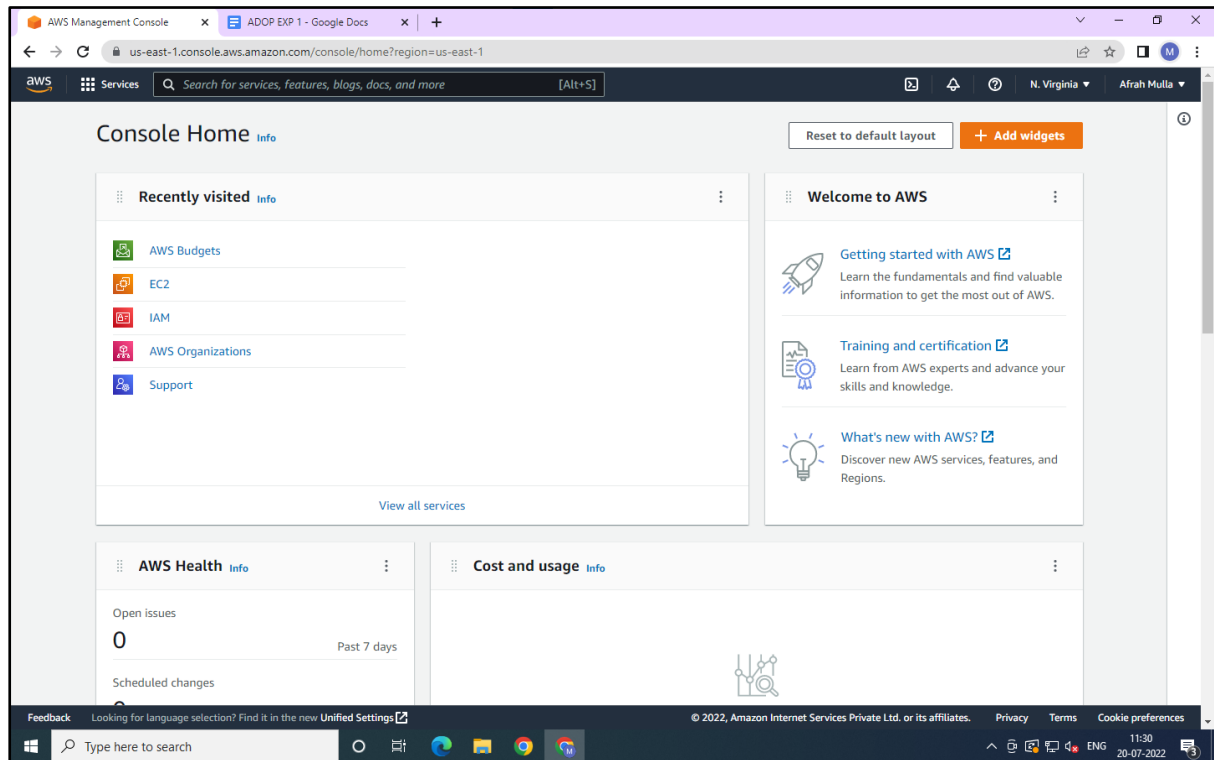 AWS Management Console
ADOP EXP 1 - Google Docs
us-east-1.console.aws.amazon.com/console/home?region=us-east-1
M
aws
Services
Search for services, features, blogs, docs, and more
[Alt+S]
N. Virginia
Afrah Mulla
Console Home Info
Reset to default layout
+ Add widgets
Recently visited Info
AWS Budgets
EC2
IAM
AWS Organizations
Support
View all services
Welcome to AWS
Getting started with AWS
Learn the fundamentals and find valuable
information to get the most out of AWS.
Training and certification
Learn from AWS experts and advance your
skills and knowledge.
What's new with AWS?
Discover new AWS services, features, and
Regions.
AWS Health Info
Open issues
0
Past 7 days
Scheduled changes
Cost and usage Info
Feedback
Looking for language selection? Find it in the new Unified Settings
© 2022, Amazon Internet Services Private Ltd. or its affiliates.
Privacy
Terms
Cookie preferences
Type here to search
ENG
11:30
20-07-2022
3